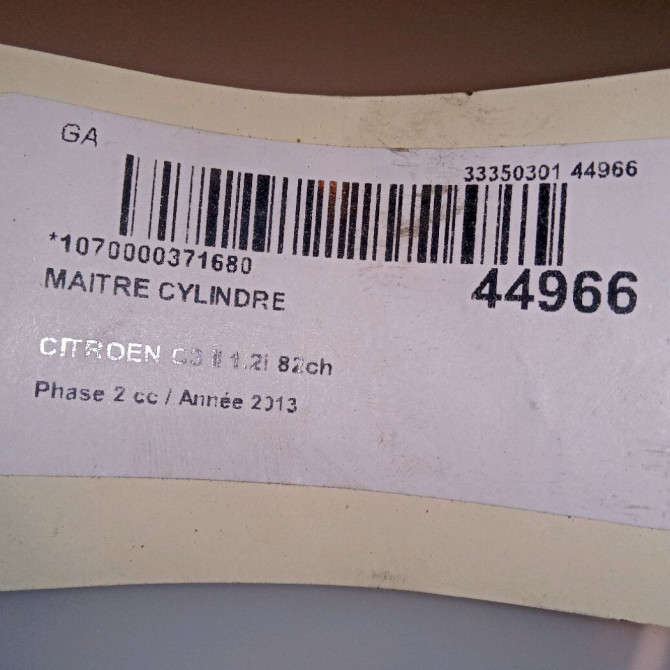 GA
33350301 44966
*1070000371680
44966
MAITRE CYLINDRE
CITROEN C3 II 1.2i 82ch
Phase 2 cc / Année 2013